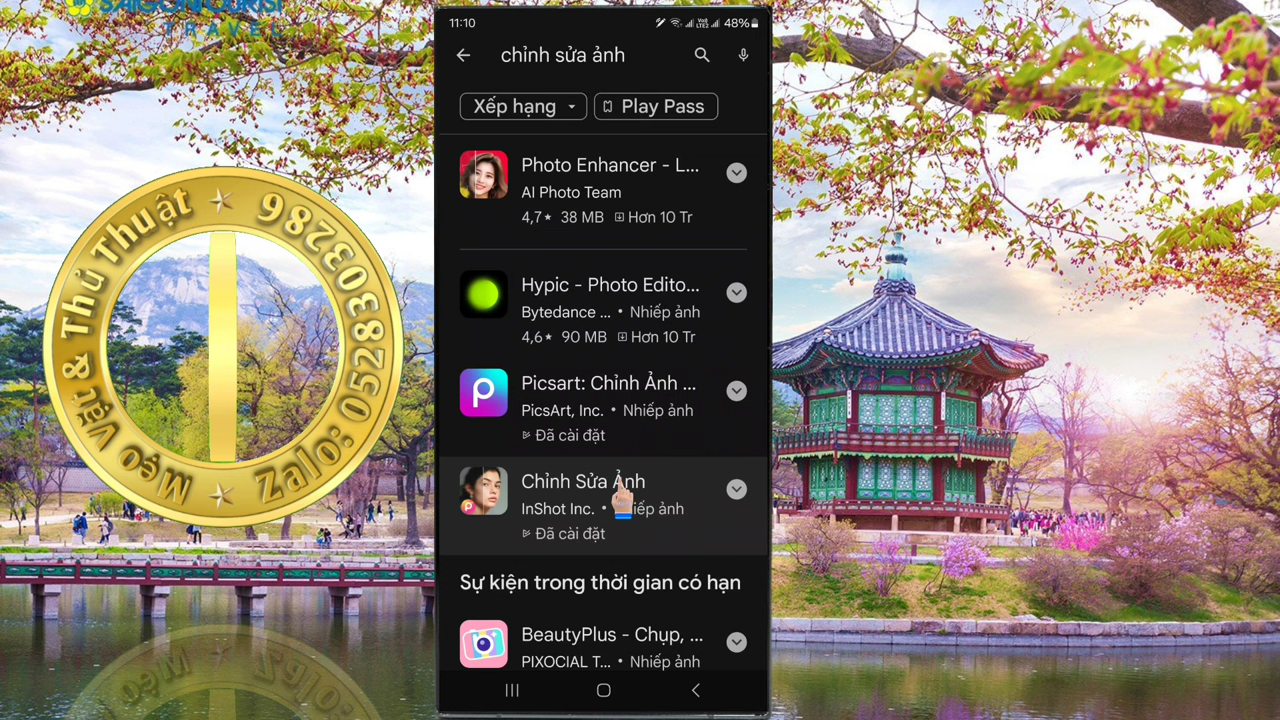 SAIGONTOURIST
TRAVEL
Mẹo Vặt & Thủ Thuật
Zalo: 0528303286
11:10
48%
chỉnh sửa ảnh
Xếp hạng
Play Pass
Photo Enhancer - L...
AI Photo Team
4,7★ 38 MB Hơn 10 Tr
Hypic - Photo Edito...
Bytedance ... • Nhiếp ảnh
4,6★ 90 MB Hơn 10 Tr
Picsart: Chỉnh Ảnh ...
PicsArt, Inc. • Nhiếp ảnh
Đã cài đặt
Chỉnh Sửa Ảnh
InShot Inc. • ảnh
Đã cài đặt
Sự kiện trong thời gian có hạn
BeautyPlus - Chụp, ...
PIXOCIAL T... • Nhiếp ảnh